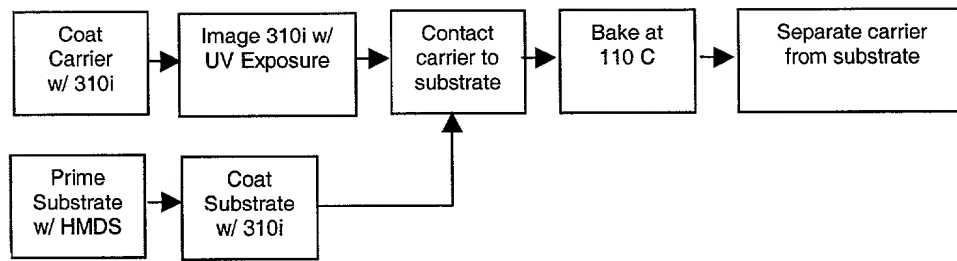 Coat
Carrier
w/ 310i
Image 310i w/
UV Exposure
Contact
carrier to
substrate
Bake at
110 C
Separate carrier
from substrate
Prime
Substrate
w/ HMDS
Coat
Substrate
w/ 310i